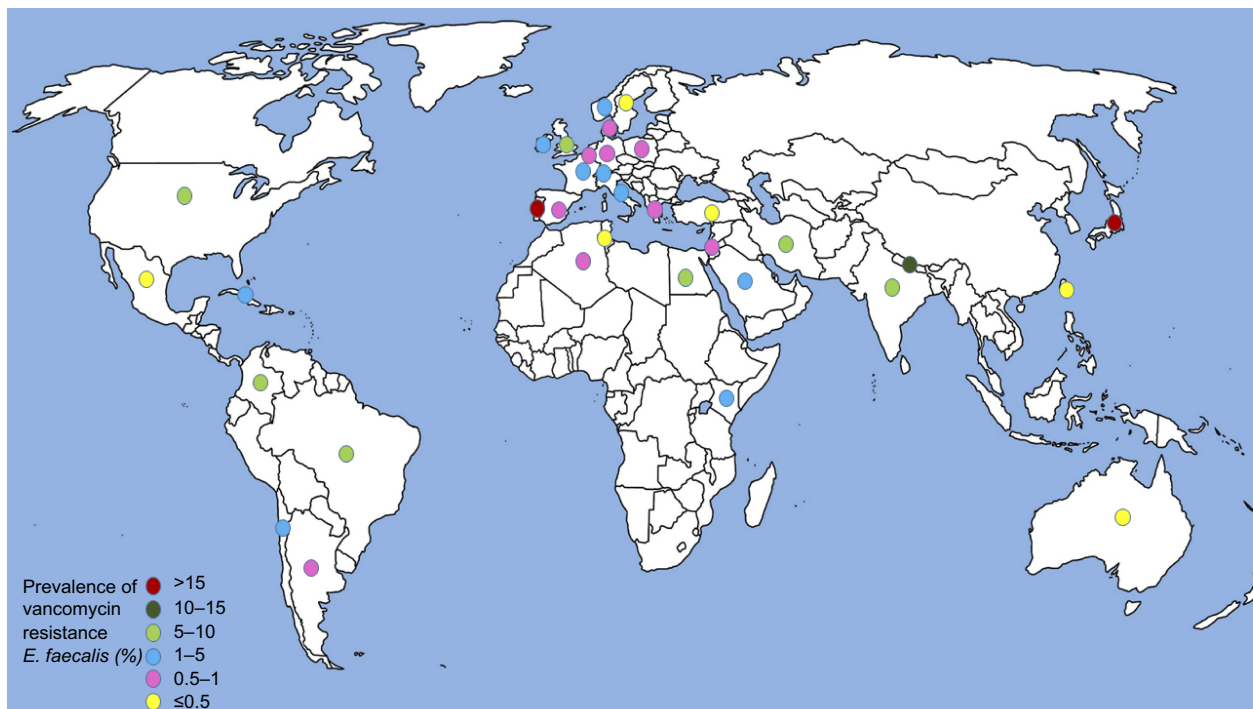 Prevalence of
vancomycin
resistance
E. faecalis (%)
>15
10–15
5–10
1–5
0.5–1
≤0.5